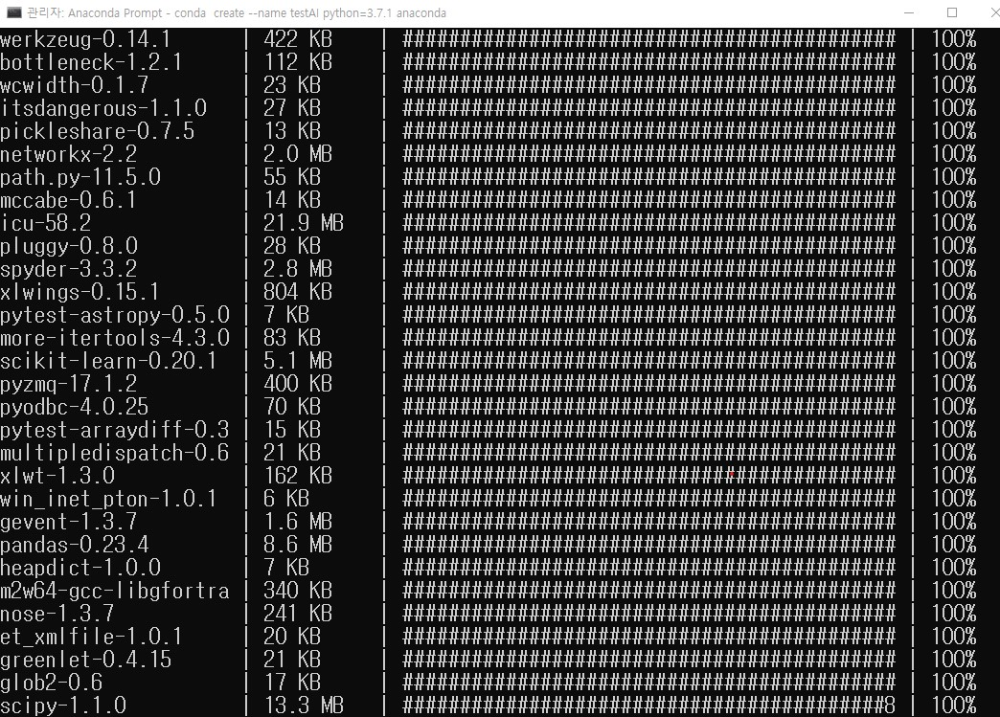 관리자: Anaconda Prompt - conda  create --name testAI python=3.7.1 anaconda
werkzeug-0.14.1 | 422 KB | ########################################### | 100%
bottleneck-1.2.1 | 112 KB | ########################################### | 100%
wcwidth-0.1.7 | 23 KB | ########################################### | 100%
itsdangerous-1.1.0 | 27 KB | ########################################### | 100%
pickleshare-0.7.5 | 13 KB | ########################################### | 100%
networkx-2.2 | 2.0 MB | ########################################### | 100%
path.py-11.5.0 | 55 KB | ########################################### | 100%
mccabe-0.6.1 | 14 KB | ########################################### | 100%
icu-58.2 | 21.9 MB | ########################################### | 100%
pluggy-0.8.0 | 28 KB | ########################################### | 100%
spyder-3.3.2 | 2.8 MB | ########################################### | 100%
xlwings-0.15.1 | 804 KB | ########################################### | 100%
pytest-astropy-0.5.0 | 7 KB | ########################################### | 100%
more-itertools-4.3.0 | 83 KB | ########################################### | 100%
scikit-learn-0.20.1 | 5.1 MB | ########################################### | 100%
pyzmq-17.1.2 | 400 KB | ########################################### | 100%
pyodbc-4.0.25 | 70 KB | ########################################### | 100%
pytest-arraydiff-0.3 | 15 KB | ########################################### | 100%
multipledispatch-0.6 | 21 KB | ########################################### | 100%
xlwt-1.3.0 | 162 KB | ########################################### | 100%
win_inet_pton-1.0.1 | 6 KB | ########################################### | 100%
gevent-1.3.7 | 1.6 MB | ########################################### | 100%
pandas-0.23.4 | 8.6 MB | ########################################### | 100%
heapdict-1.0.0 | 7 KB | ########################################### | 100%
m2w64-gcc-libgfortra | 340 KB | ########################################### | 100%
nose-1.3.7 | 241 KB | ########################################### | 100%
et_xmlfile-1.0.1 | 20 KB | ########################################### | 100%
greenlet-0.4.15 | 21 KB | ########################################### | 100%
glob2-0.6 | 17 KB | ########################################### | 100%
scipy-1.1.0 | 13.3 MB | ##########################################8 | 100%